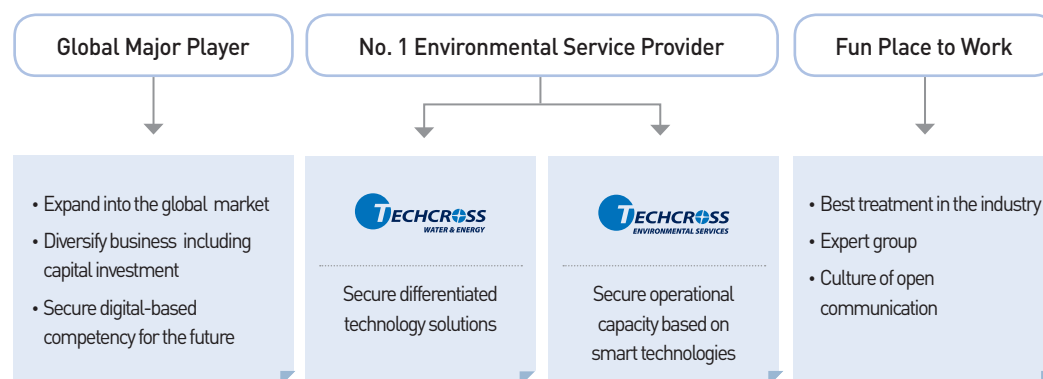 Global Major Player
No. 1 Environmental Service Provider
Fun Place to Work
• Expand into the global market
• Diversify business including
capital investment
• Secure digital-based
competency for the future
TECHCROSS
WATER & ENERGY
Secure differentiated
technology solutions
TECHCROSS
ENVIRONMENTAL SERVICES
Secure operational
capacity based on
smart technologies
• Best treatment in the industry
• Expert group
• Culture of open
communication